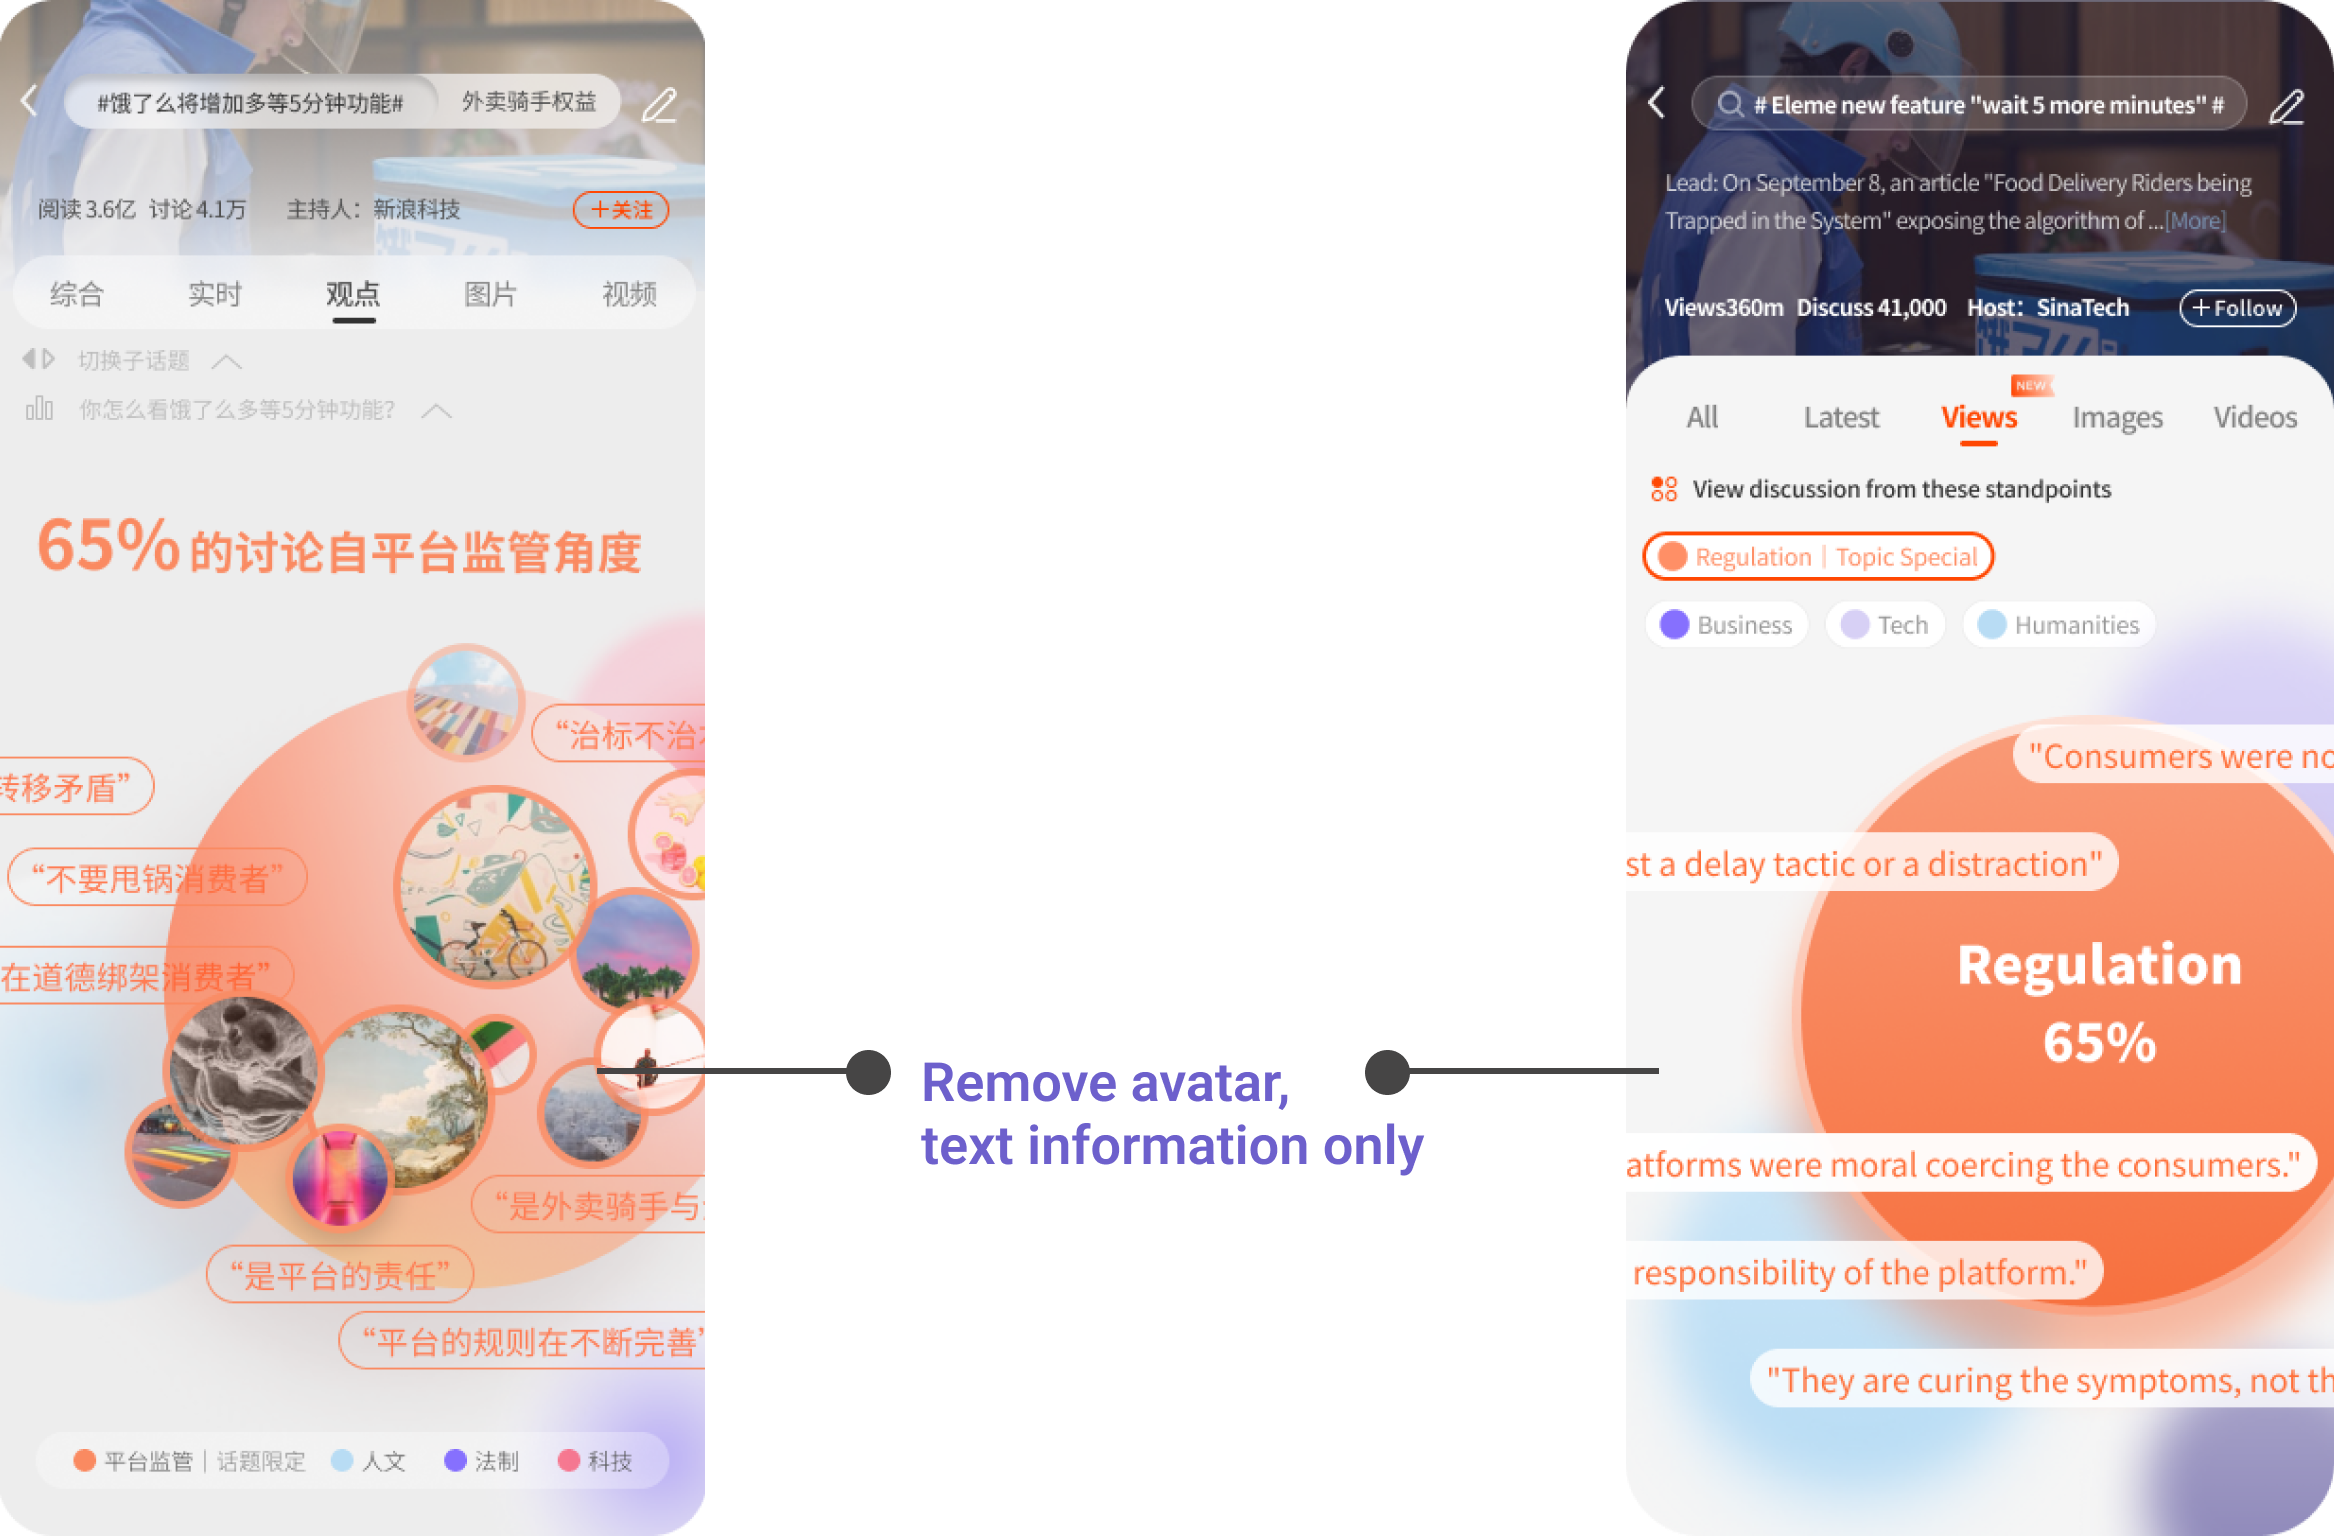 #饿了么将增加多等5分钟功能#
外卖骑手权益
阅读3.6亿 讨论4.1万 主持人：新浪科技
＋关注
综合 实时 观点 图片 视频
切换子话题
你怎么看饿了么多等5分钟功能?
65%的讨论自平台监管角度
“治标不治
转移矛盾”
“不要甩锅消费者”
在道德绑架消费者”
“是外卖骑手与
“是平台的责任”
“平台的规则在不断完善”
平台监管｜话题限定 人文 法制 科技
Remove avatar,
text information only
# Eleme new feature "wait 5 more minutes" #
Lead: On September 8, an article "Food Delivery Riders being
Trapped in the System" exposing the algorithm of ...[More]
Views360m Discuss 41,000 Host： SinaTech
＋Follow
NEW
All Latest Views Images Videos
View discussion from these standpoints
Regulation｜Topic Special
Business Tech Humanities
"Consumers were no
st a delay tactic or a distraction"
Regulation
65%
atforms were moral coercing the consumers."
responsibility of the platform."
"They are curing the symptoms, not th